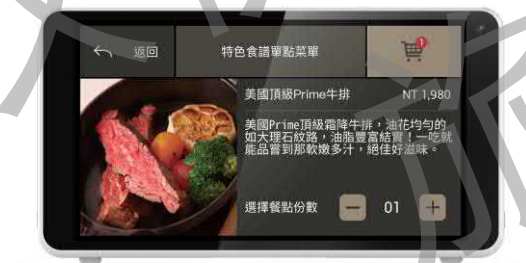 返回
特色食譜單點菜單
1
美國頂級Prime牛排 NT 1,980
美國Prime頂級霜降牛排，油花均勻的
如大理石紋路，油脂豐富結實！一吃就
能品嘗到那軟嫩多汁，絕佳好滋味。
選擇餐點份數 － 01 ＋